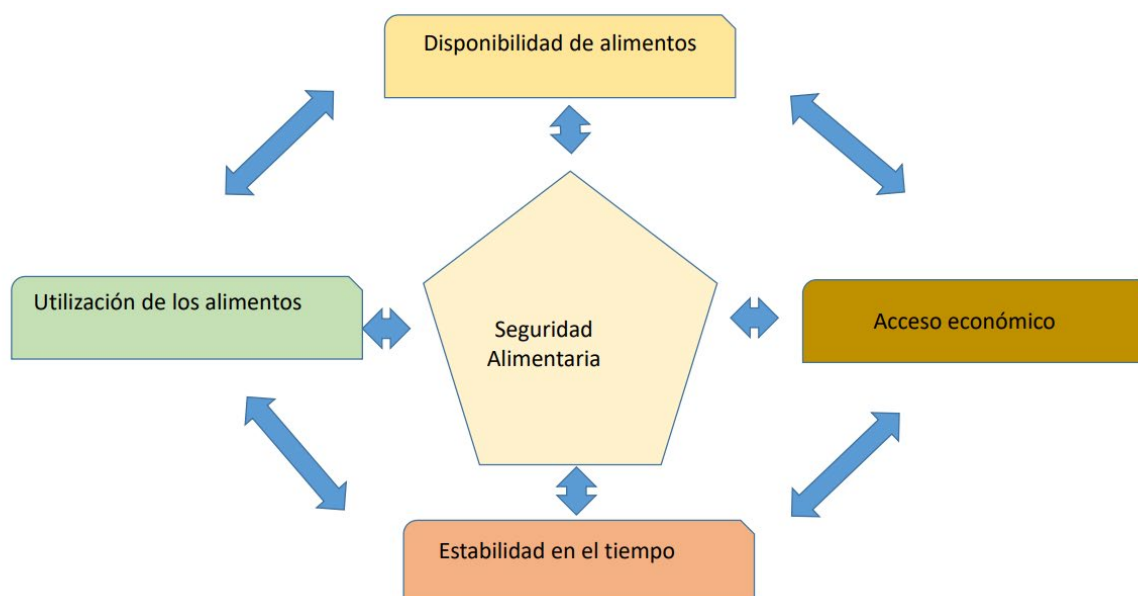 Disponibilidad de alimentos
Utilización de los alimentos
Seguridad
Alimentaria
Acceso económico
Estabilidad en el tiempo